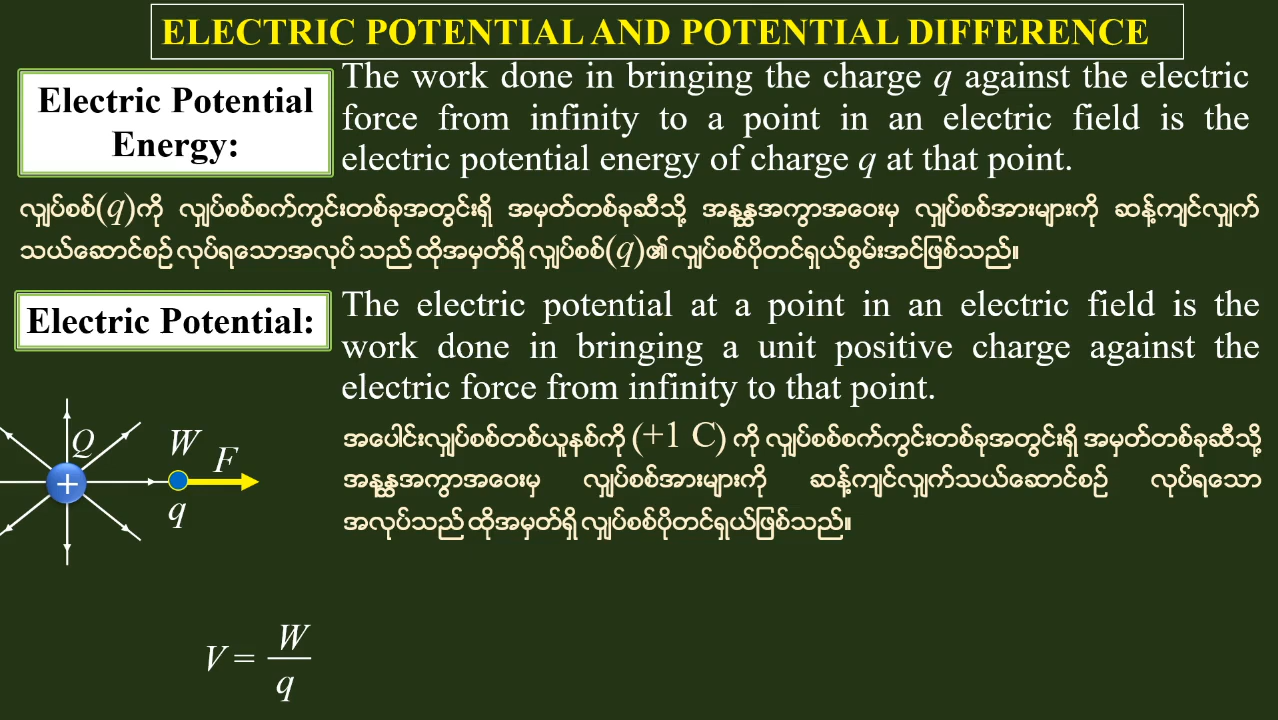 ELECTRIC POTENTIAL AND POTENTIAL DIFFERENCE
Electric Potential
Energy:
The work done in bringing the charge q against the electric
force from infinity to a point in an electric field is the
electric potential energy of charge q at that point.
လျှပ်စစ်(q)ကို လျှပ်စစ်စက်ကွင်းတစ်ခုအတွင်းရှိ အမှတ်တစ်ခုဆီသို့ အနန္တအကွာအဝေးမှ လျှပ်စစ်အားများကို ဆန့်ကျင်လျှက်
သယ်ဆောင်စဉ် လုပ်ရသောအလုပ် သည် ထိုအမှတ်ရှိ လျှပ်စစ်(q)၏ လျှပ်စစ်ပိုတင်ရှယ်စွမ်းအင်ဖြစ်သည်။
Electric Potential:
The electric potential at a point in an electric field is the
work done in bringing a unit positive charge against the
electric force from infinity to that point.
အပေါင်းလျှပ်စစ်တစ်ယူနစ်ကို (+1 C) ကို လျှပ်စစ်စက်ကွင်းတစ်ခုအတွင်းရှိ အမှတ်တစ်ခုဆီသို့
အနန္တအကွာအဝေးမှ လျှပ်စစ်အားများကို ဆန့်ကျင်လျှက်သယ်ဆောင်စဉ် လုပ်ရသော
အလုပ်သည် ထိုအမှတ်ရှိ လျှပ်စစ်ပိုတင်ရှယ်ဖြစ်သည်။
Q W F
+
q
V = W
q